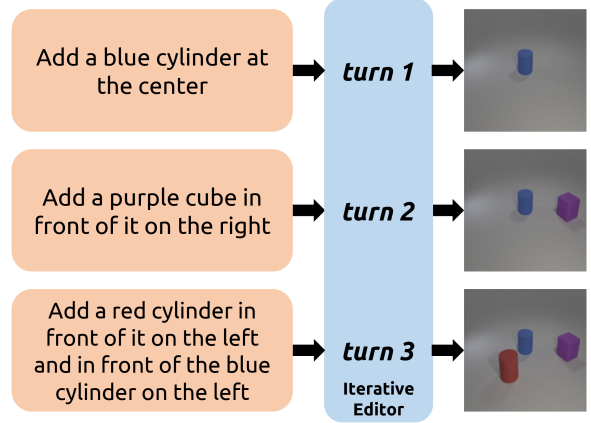 Add a blue cylinder at
the center
turn 1
Add a purple cube in
front of it on the right
turn 2
Add a red cylinder in
front of it on the left
and in front of the blue
cylinder on the left
turn 3
Iterative
Editor